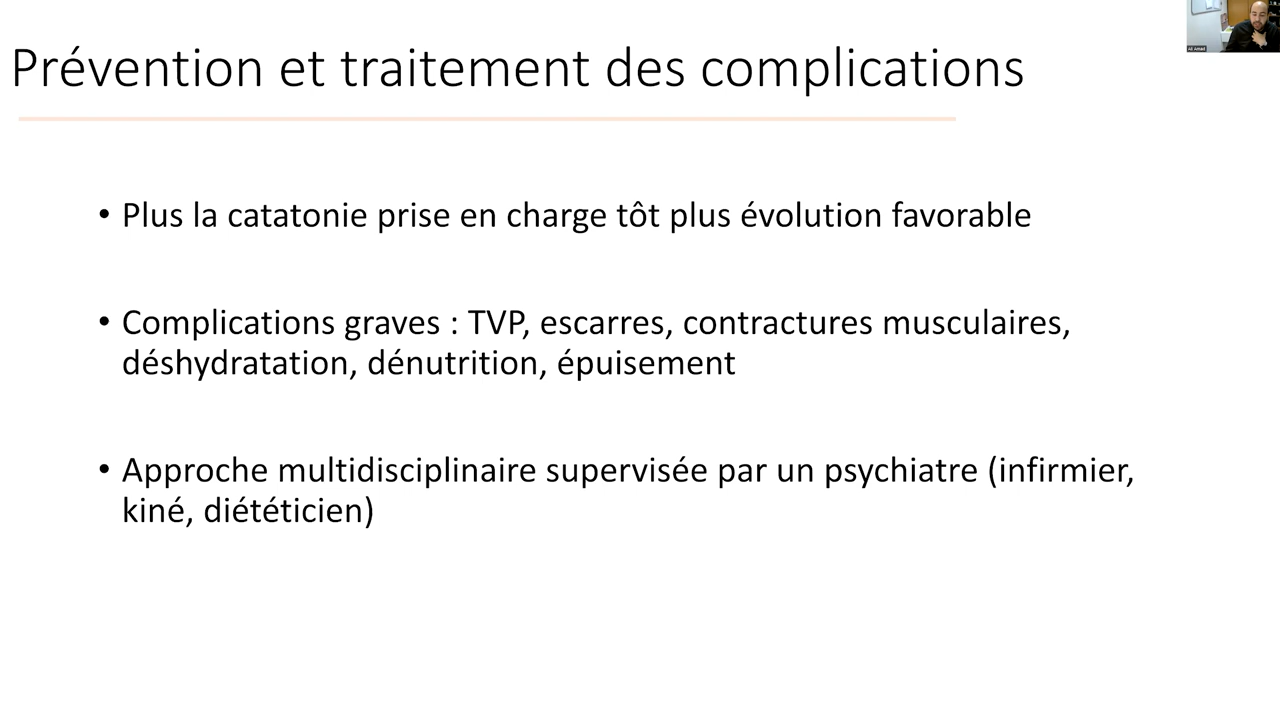 Prévention et traitement des complications
• Plus la catatonie prise en charge tôt plus évolution favorable
• Complications graves : TVP, escarres, contractures musculaires,
déshydratation, dénutrition, épuisement
• Approche multidisciplinaire supervisée par un psychiatre (infirmier,
kiné, diététicien)